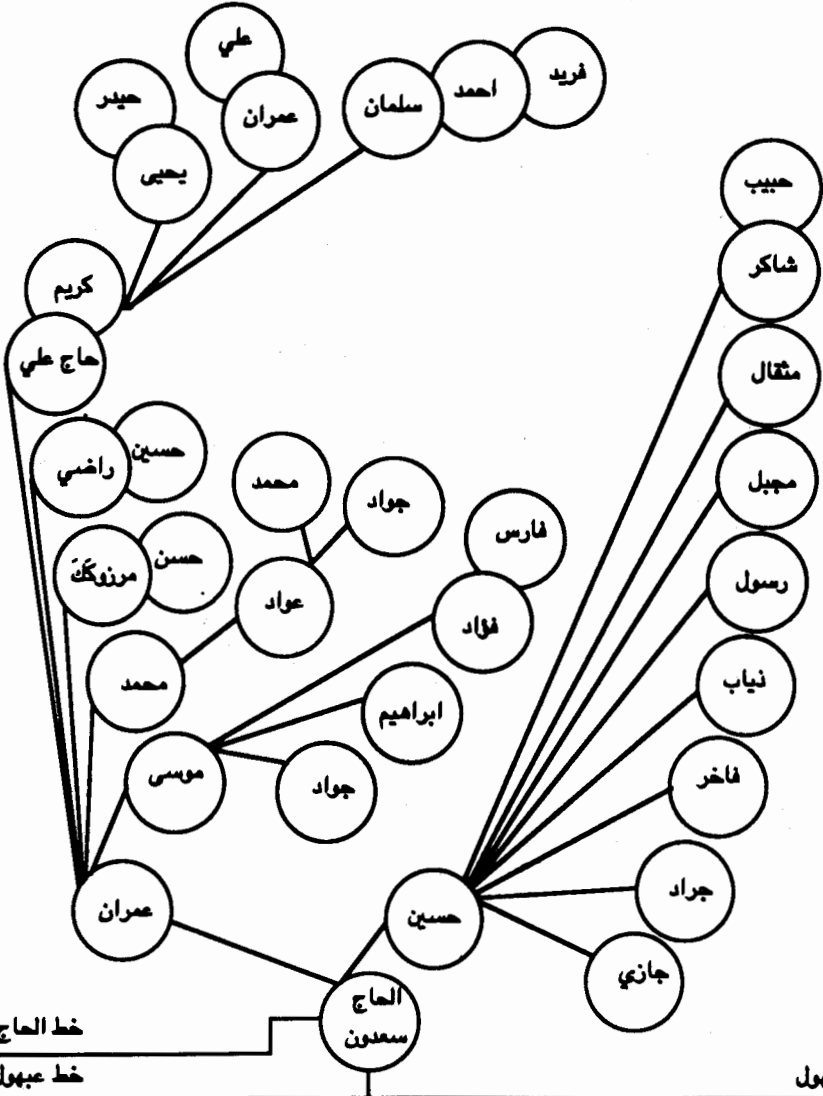 علي
فريد
احمد
سلمان
حيدر
عمران
يحيى
حبيب
شاكر
كريم
حاج علي
مثقال
حسين
راضي
محمد
جواد
مجبل
فارس
حسن
مرزوكَ
عواد
فؤاد
رسول
محمد
ابراهيم
نياب
موسى
جواد
فاخر
عمران
حسين
جراد
جازي
الحاج
سعدون
خط الحاج
خط عبهول